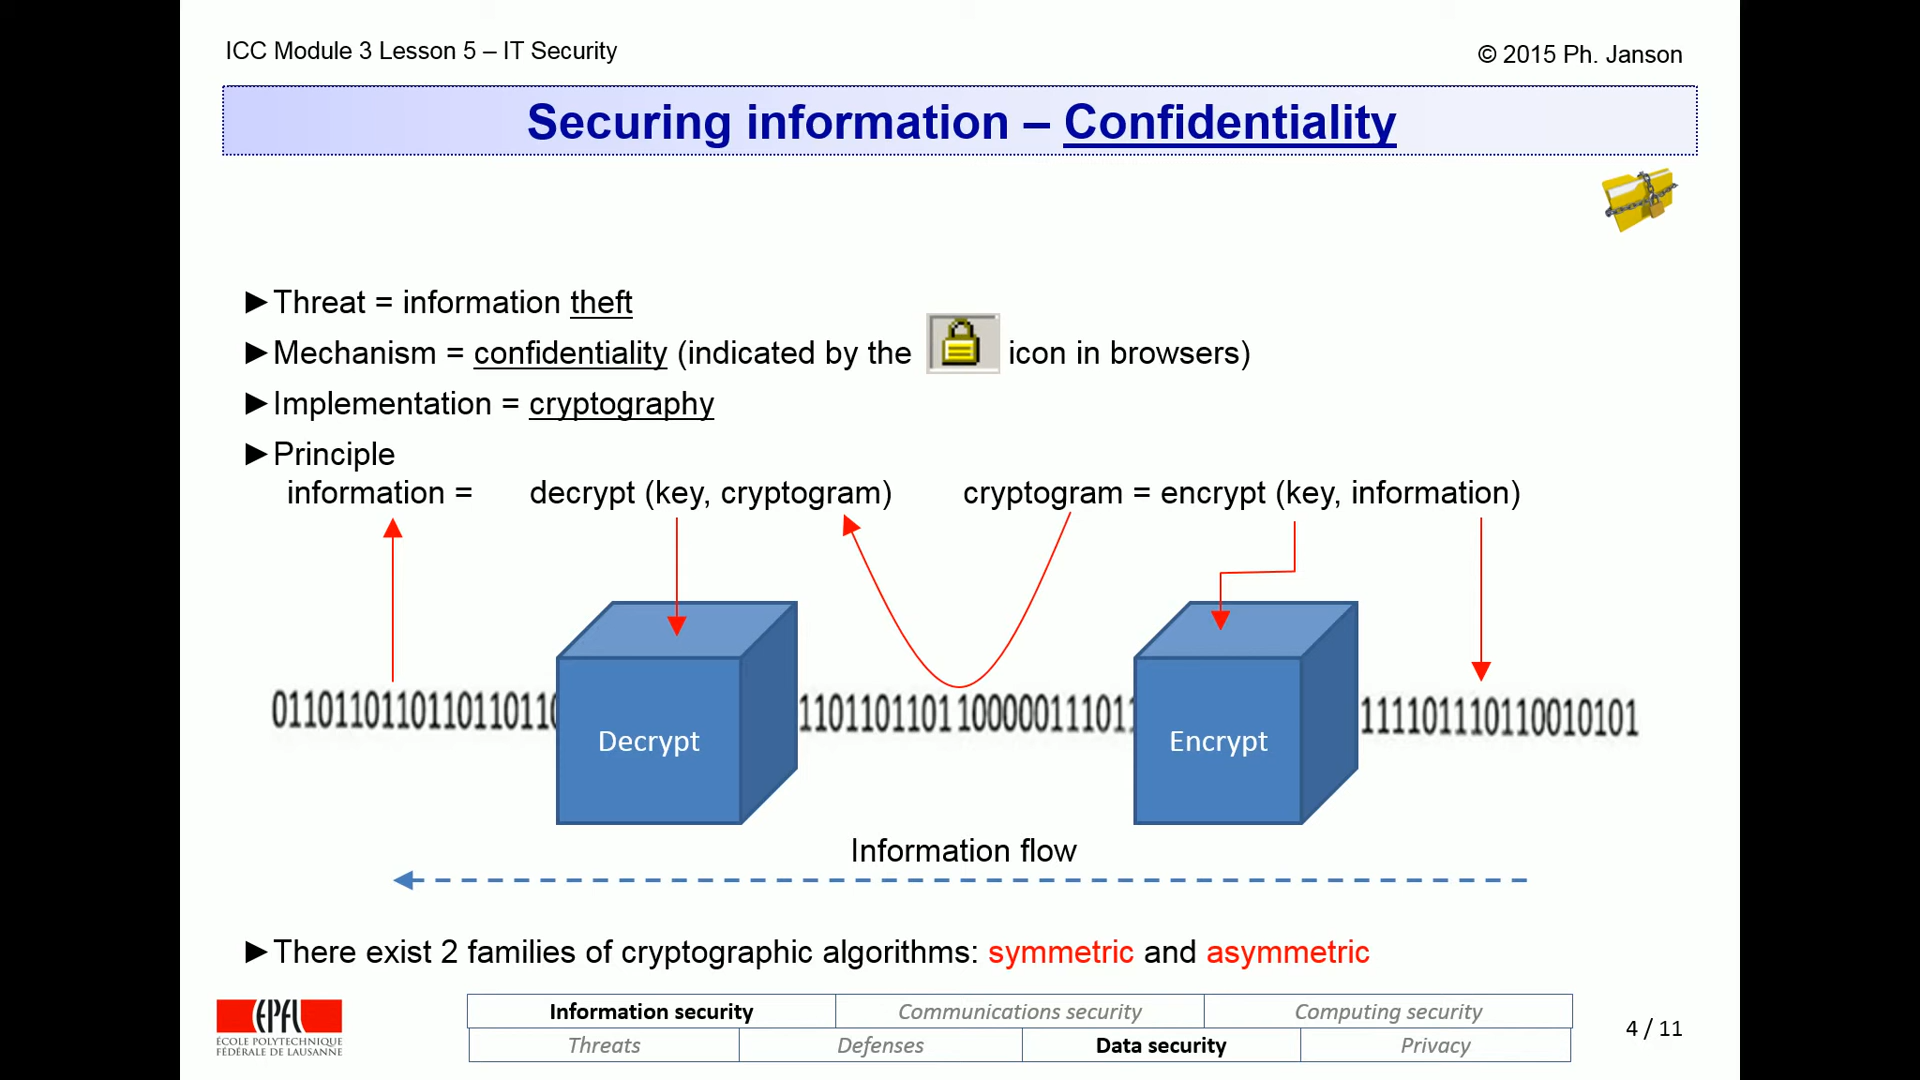 ICC Module 3 Lesson 5 – IT Security
© 2015 Ph. Janson
Securing information – Confidentiality
►Threat = information theft
►Mechanism = confidentiality (indicated by the icon in browsers)
►Implementation = cryptography
►Principle
information = decrypt (key, cryptogram) cryptogram = encrypt (key, information)
0110110110110110110 1101101101100000111011 111101110110010101
Decrypt
Encrypt
Information flow
►There exist 2 families of cryptographic algorithms: symmetric and asymmetric
EPFL
ÉCOLE POLYTECHNIQUE
FÉDÉRALE DE LAUSANNE
Information security Communications security Computing security
Threats Defenses Data security Privacy
4 / 11